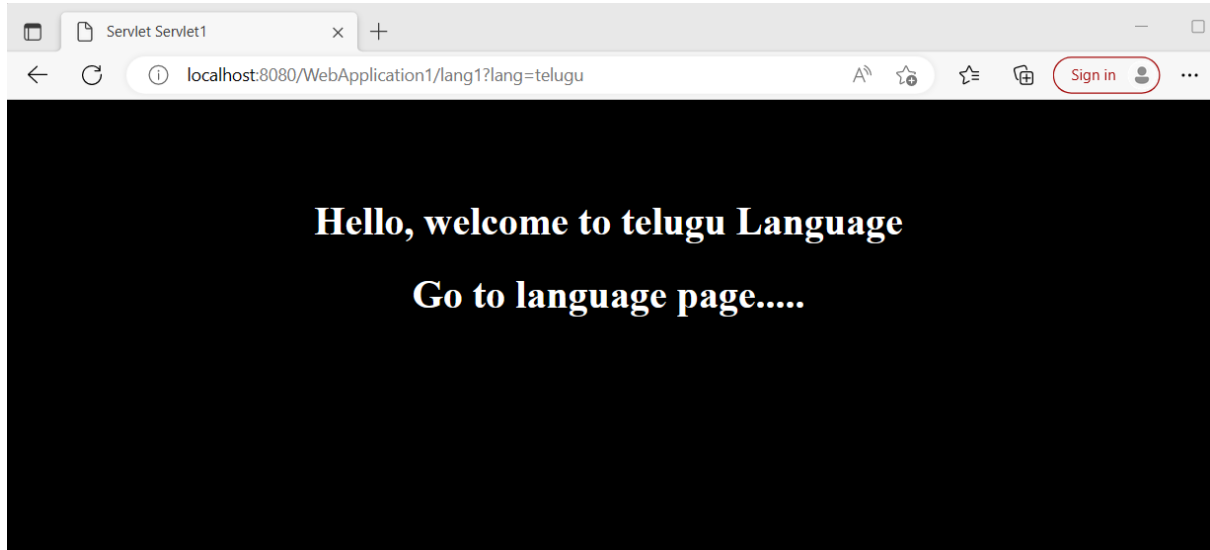 Servlet Servlet1
localhost:8080/WebApplication1/lang1?lang=telugu
Sign in
Hello, welcome to telugu Language
Go to language page.....